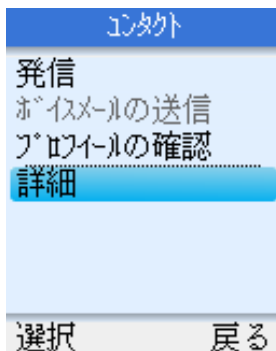 ｺﾝﾀｸﾄ
発信
ﾎﾞｲｽﾒｰﾙの送信
ﾌﾟﾛﾌｨｰﾙの確認
詳細
選択 戻る